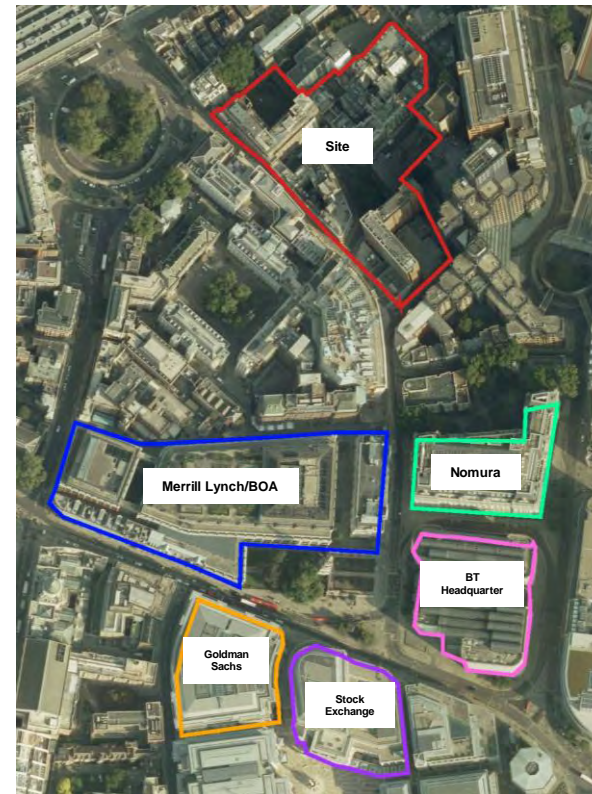 Site
Merrill Lynch/BOA
Nomura
BT
Headquarter
Goldman
Sachs
Stock
Exchange